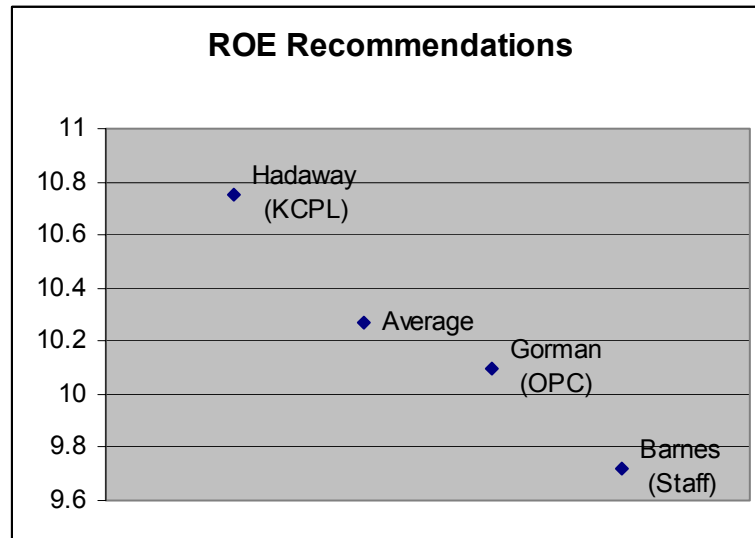 ROE Recommendations
11
10.8
10.6
10.4
10.2
10
9.8
9.6
Hadaway
(KCPL)
Average
Gorman
(OPC)
Barnes
(Staff)